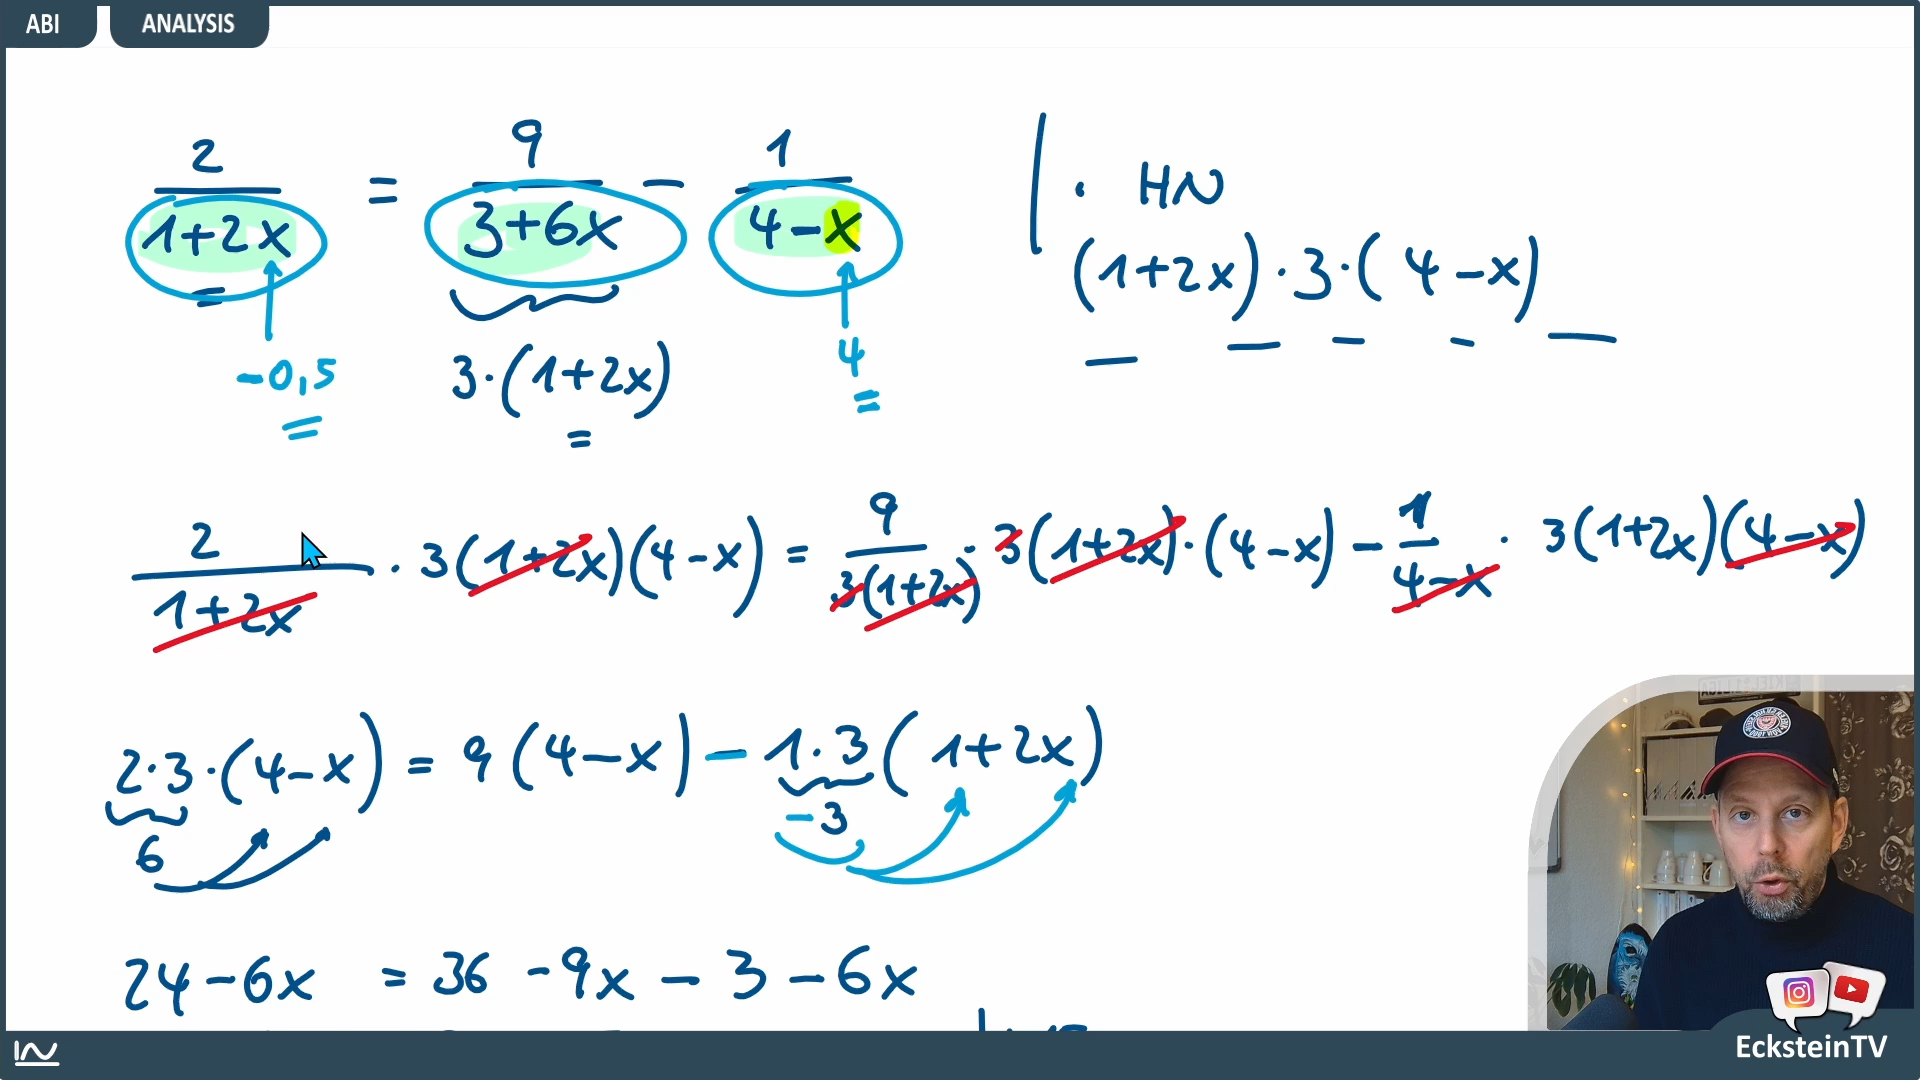 ABI ANALYSIS
2/(1+2x) = 9/(3+6x) − 1/(4−x) | · HN
(1+2x)·3·(4−x)
−0,5 3·(1+2x) 4
2/(1+2x) · 3(1+2x)(4−x) = 9/(3(1+2x)) · 3(1+2x)·(4−x) − 1/(4−x) · 3(1+2x)(4−x)
2·3·(4−x) = 9(4−x) − 1·3(1+2x)
6 −3
24−6x = 36 −9x − 3 − 6x
EcksteinTV